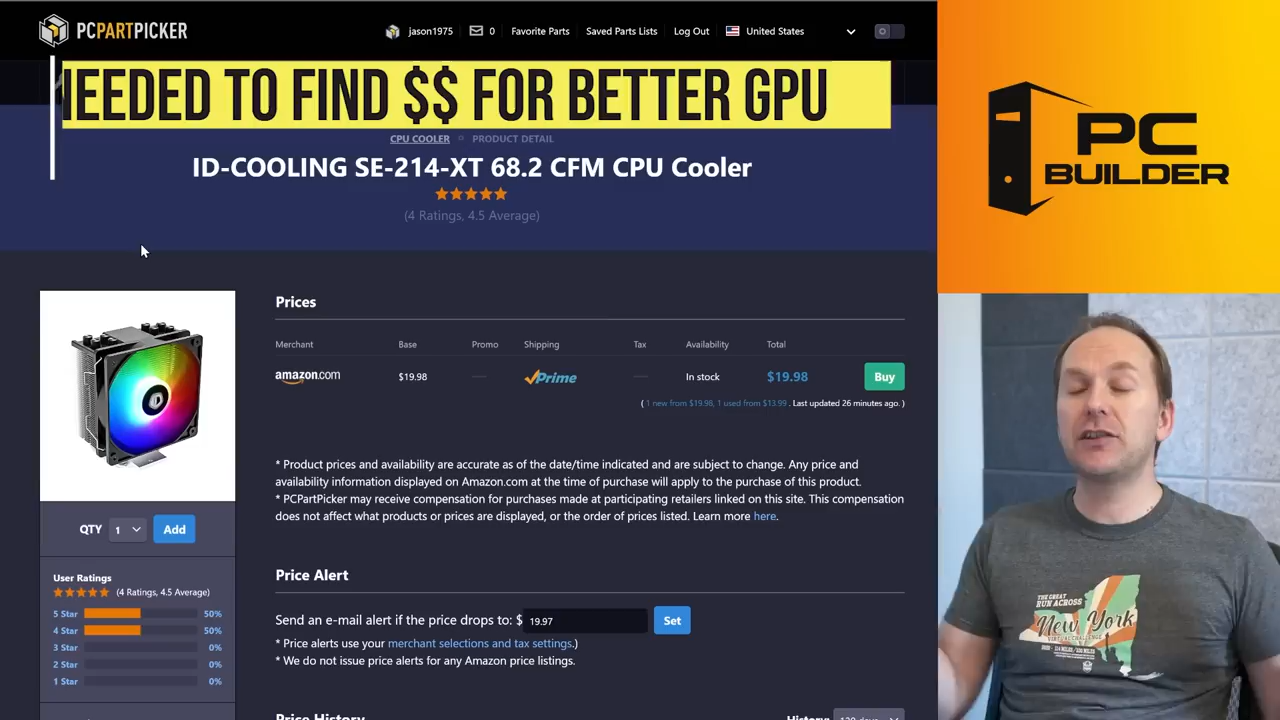 PCPARTPICKER
jason1975 0 Favorite Parts Saved Parts Lists Log Out United States
NEEDED TO FIND $$ FOR BETTER GPU
CPU COOLER PRODUCT DETAIL
ID-COOLING SE-214-XT 68.2 CFM CPU Cooler
(4 Ratings, 4.5 Average)
PC
BUILDER
Prices
Merchant Base Promo Shipping Tax Availability Total
amazon.com $19.98 — Prime — In stock $19.98 Buy
( 1 new from $19.98, 1 used from $13.99 . Last updated 26 minutes ago. )
* Product prices and availability are accurate as of the date/time indicated and are subject to change. Any price and
availability information displayed on Amazon.com at the time of purchase will apply to the purchase of this product.
* PCPartPicker may receive compensation for purchases made at participating retailers linked on this site. This compensation
does not affect what products or prices are displayed, or the order of prices listed. Learn more here.
QTY 1 Add
User Ratings
(4 Ratings, 4.5 Average)
5 Star 50%
4 Star 50%
3 Star 0%
2 Star 0%
1 Star 0%
Price Alert
Send an e-mail alert if the price drops to: $ 19.97 Set
* Price alerts use your merchant selections and tax settings.)
* We do not issue price alerts for any Amazon price listings.
Price History History:
THE GREAT
RUN ACROSS
New York
VIRTUAL CHALLENGE